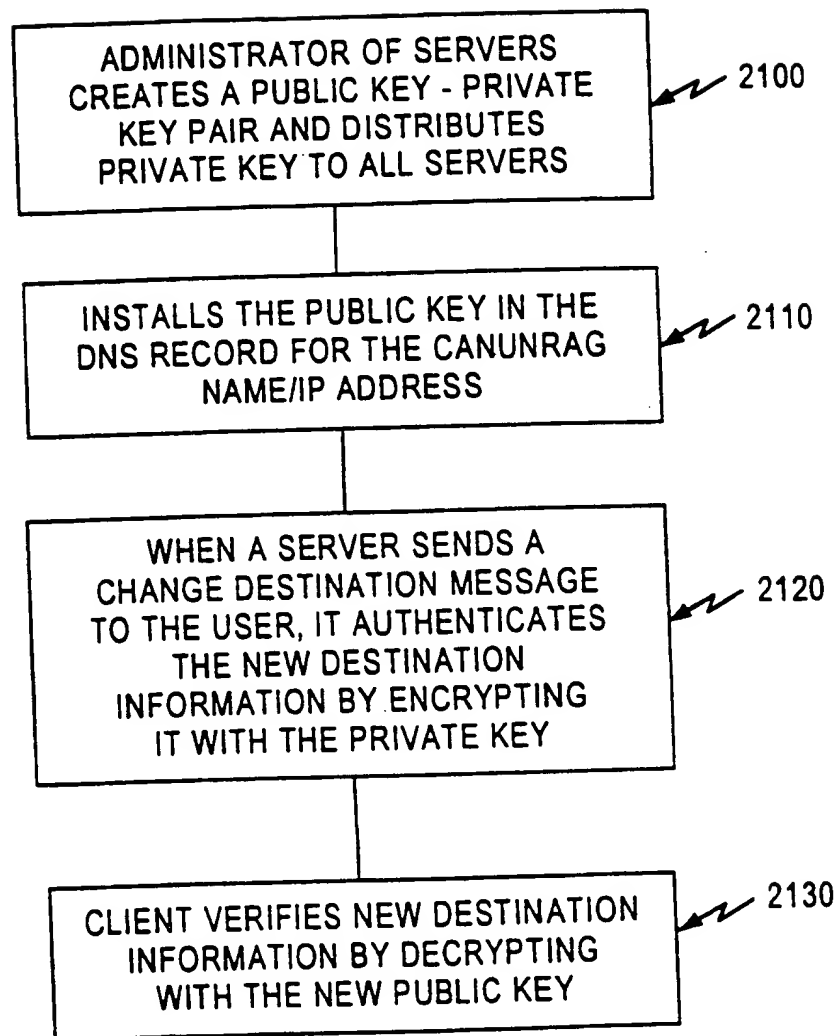 ADMINISTRATOR OF SERVERS
CREATES A PUBLIC KEY - PRIVATE
KEY PAIR AND DISTRIBUTES
PRIVATE KEY TO ALL SERVERS
2100
INSTALLS THE PUBLIC KEY IN THE
DNS RECORD FOR THE CANUNRAG
NAME/IP ADDRESS
2110
WHEN A SERVER SENDS A
CHANGE DESTINATION MESSAGE
TO THE USER, IT AUTHENTICATES
THE NEW DESTINATION
INFORMATION BY ENCRYPTING
IT WITH THE PRIVATE KEY
2120
CLIENT VERIFIES NEW DESTINATION
INFORMATION BY DECRYPTING
WITH THE NEW PUBLIC KEY
2130